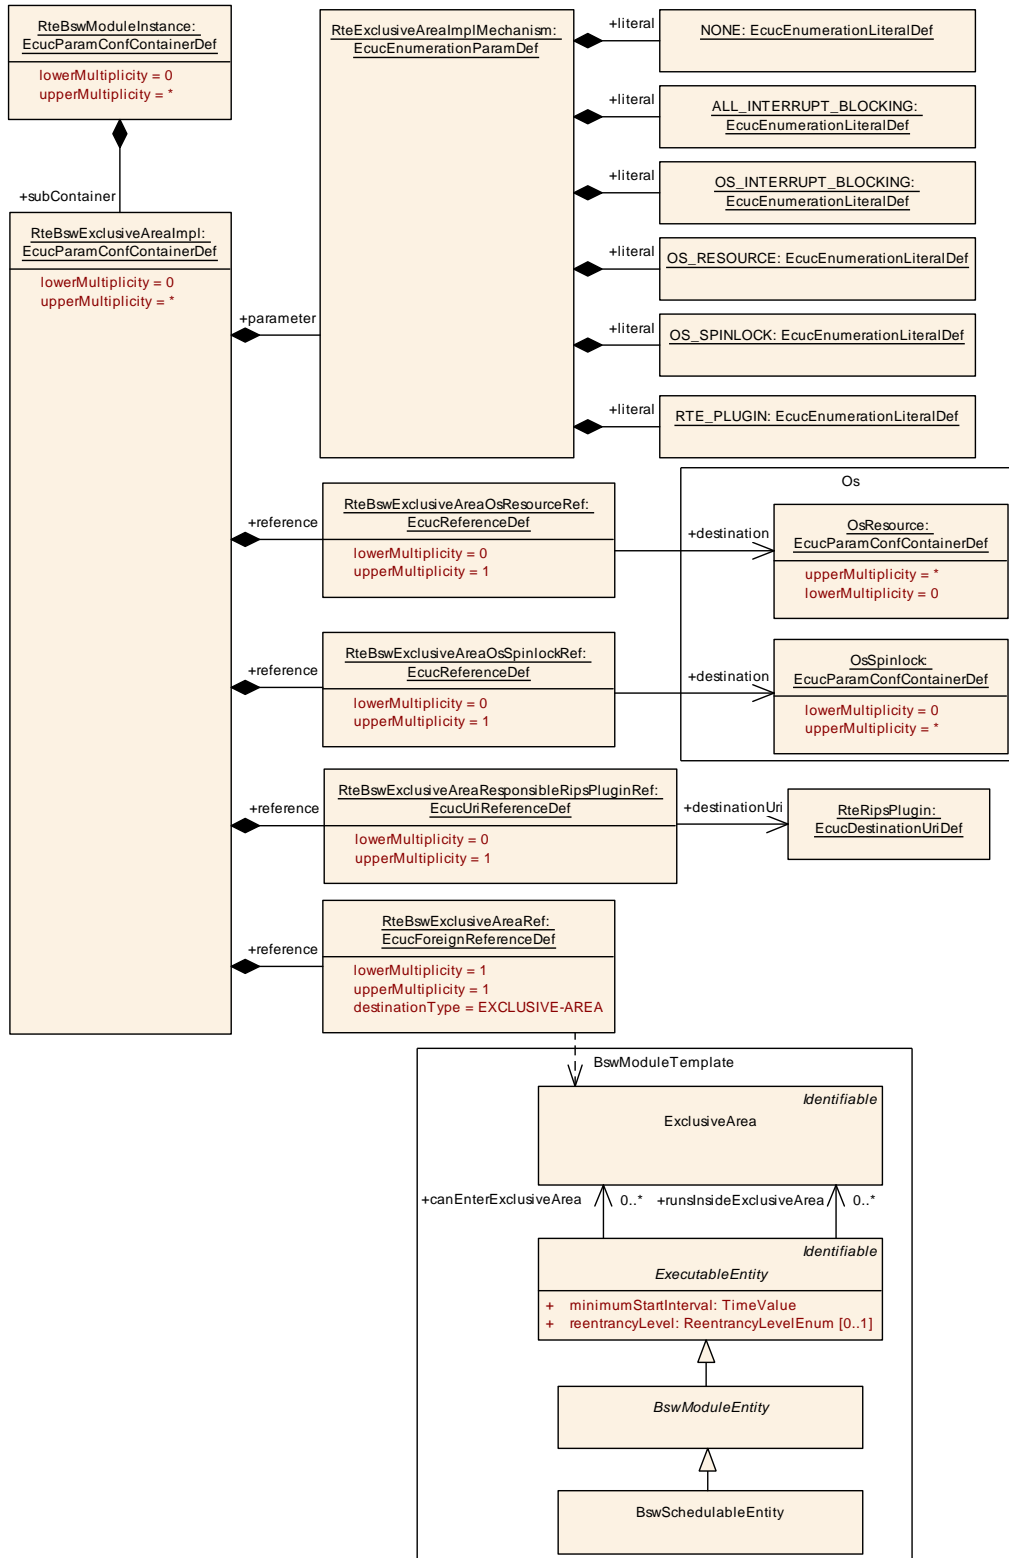 RteBswModuleInstance:
EcucParamConfContainerDef
lowerMultiplicity = 0
upperMultiplicity = *
+subContainer
RteBswExclusiveAreaImpl:
EcucParamConfContainerDef
lowerMultiplicity = 0
upperMultiplicity = *
+parameter
RteExclusiveAreaImplMechanism:
EcucEnumerationParamDef
+literal
NONE: EcucEnumerationLiteralDef
+literal
ALL_INTERRUPT_BLOCKING:
EcucEnumerationLiteralDef
+literal
OS_INTERRUPT_BLOCKING:
EcucEnumerationLiteralDef
+literal
OS_RESOURCE: EcucEnumerationLiteralDef
+literal
OS_SPINLOCK: EcucEnumerationLiteralDef
+literal
RTE_PLUGIN: EcucEnumerationLiteralDef
+reference
RteBswExclusiveAreaOsResourceRef:
EcucReferenceDef
lowerMultiplicity = 0
upperMultiplicity = 1
Os
+destination
OsResource:
EcucParamConfContainerDef
upperMultiplicity = *
lowerMultiplicity = 0
+reference
RteBswExclusiveAreaOsSpinlockRef:
EcucReferenceDef
lowerMultiplicity = 0
upperMultiplicity = 1
+destination
OsSpinlock:
EcucParamConfContainerDef
lowerMultiplicity = 0
upperMultiplicity = *
+reference
RteBswExclusiveAreaResponsibleRipsPluginRef:
EcucUriReferenceDef
lowerMultiplicity = 0
upperMultiplicity = 1
+destinationUri
RteRipsPlugin:
EcucDestinationUriDef
+reference
RteBswExclusiveAreaRef:
EcucForeignReferenceDef
lowerMultiplicity = 1
upperMultiplicity = 1
destinationType = EXCLUSIVE-AREA
BswModuleTemplate
Identifiable
ExclusiveArea
+canEnterExclusiveArea
0..*
+runsInsideExclusiveArea
0..*
Identifiable
ExecutableEntity
+ minimumStartInterval: TimeValue
+ reentrancyLevel: ReentrancyLevelEnum [0..1]
BswModuleEntity
BswSchedulableEntity